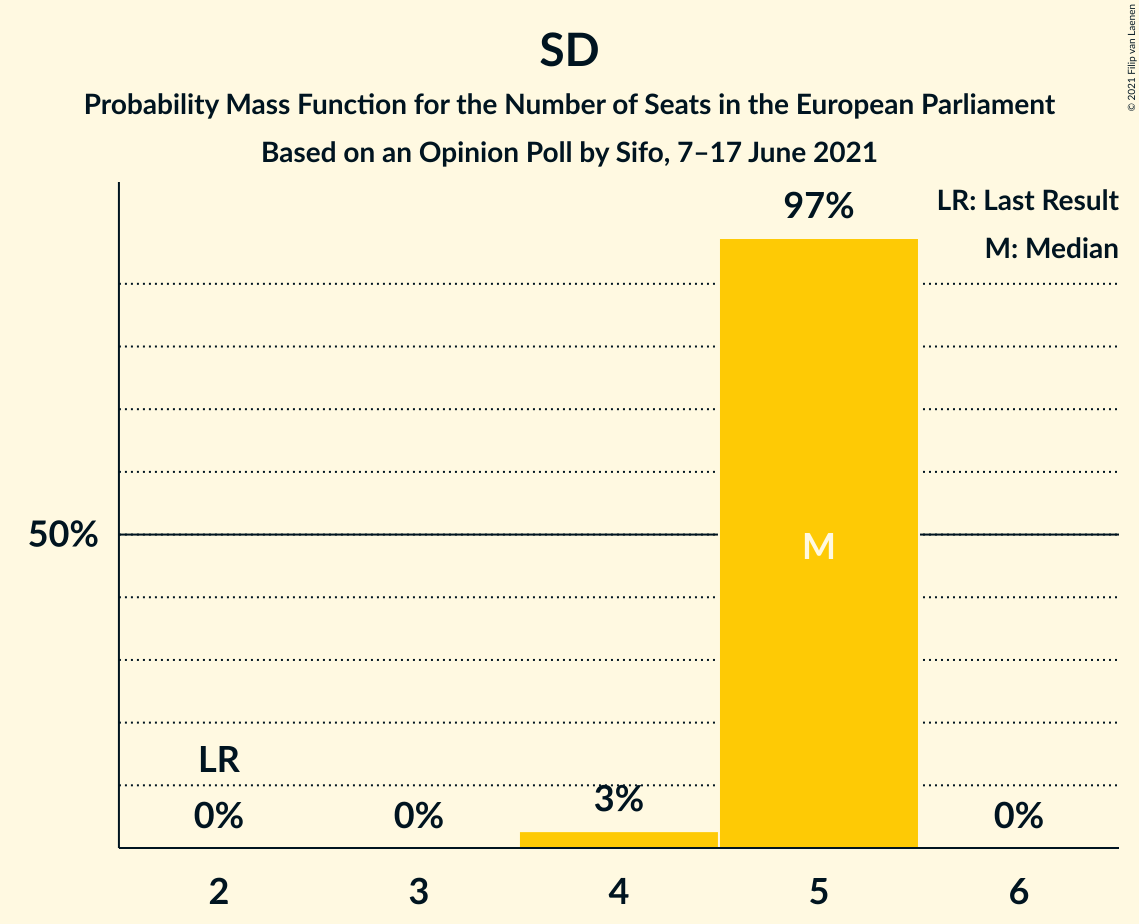 SD
Probability Mass Function for the Number of Seats in the European Parliament
Based on an Opinion Poll by Sifo, 7–17 June 2021
© 2021 Filip van Laenen
LR: Last Result
M: Median
97%
50%
M
LR
0%
0%
3%
0%
2
3
4
5
6